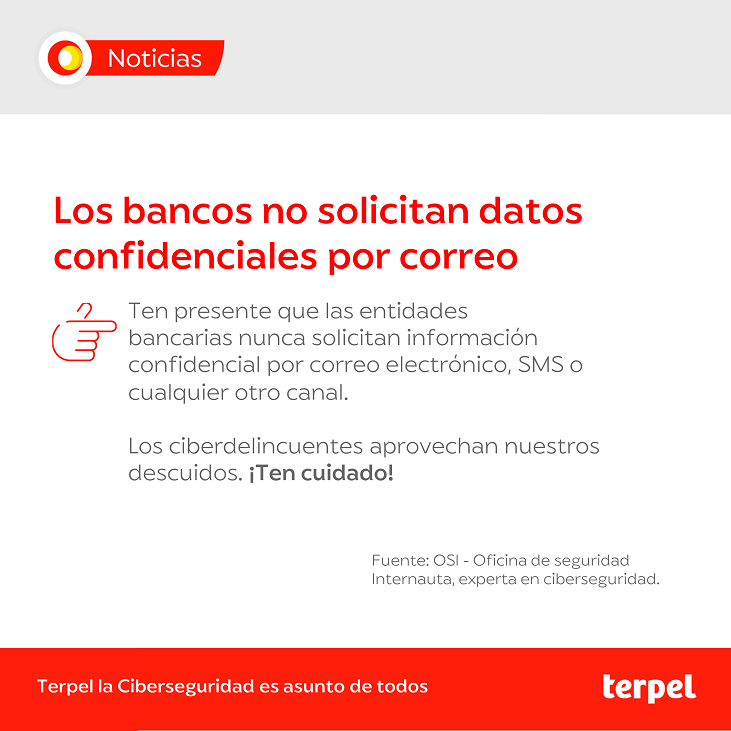 Noticias
Los bancos no solicitan datos
confidenciales por correo
Ten presente que las entidades
bancarias nunca solicitan información
confidencial por correo electrónico, SMS o
cualquier otro canal.
Los ciberdelincuentes aprovechan nuestros
descuidos. ¡Ten cuidado!
Fuente: OSI - Oficina de seguridad
Internauta, experta en ciberseguridad.
Terpel la Ciberseguridad es asunto de todos
terpel